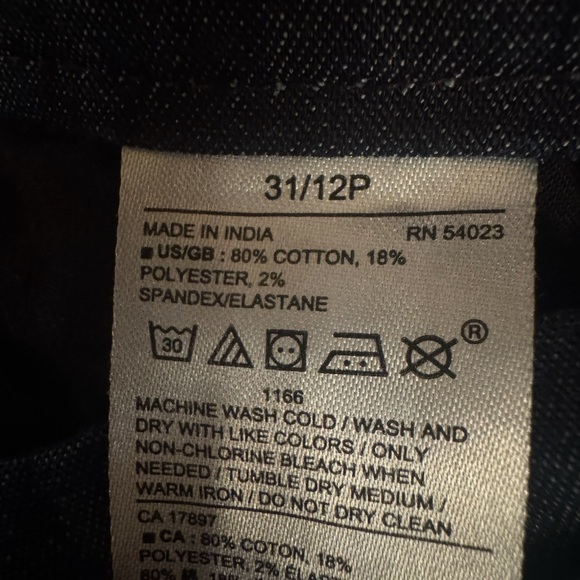 31/12P
MADE IN INDIA RN 54023
■ US/GB : 80% COTTON, 18%
POLYESTER, 2%
SPANDEX/ELASTANE
30 ®
1166
MACHINE WASH COLD / WASH AND
DRY WITH LIKE COLORS / ONLY
NON-CHLORINE BLEACH WHEN
NEEDED / TUMBLE DRY MEDIUM /
WARM IRON / DO NOT DRY CLEAN
CA 17897
■ CA : 80% COTON, 18%
POLYESTER, 2%
80%